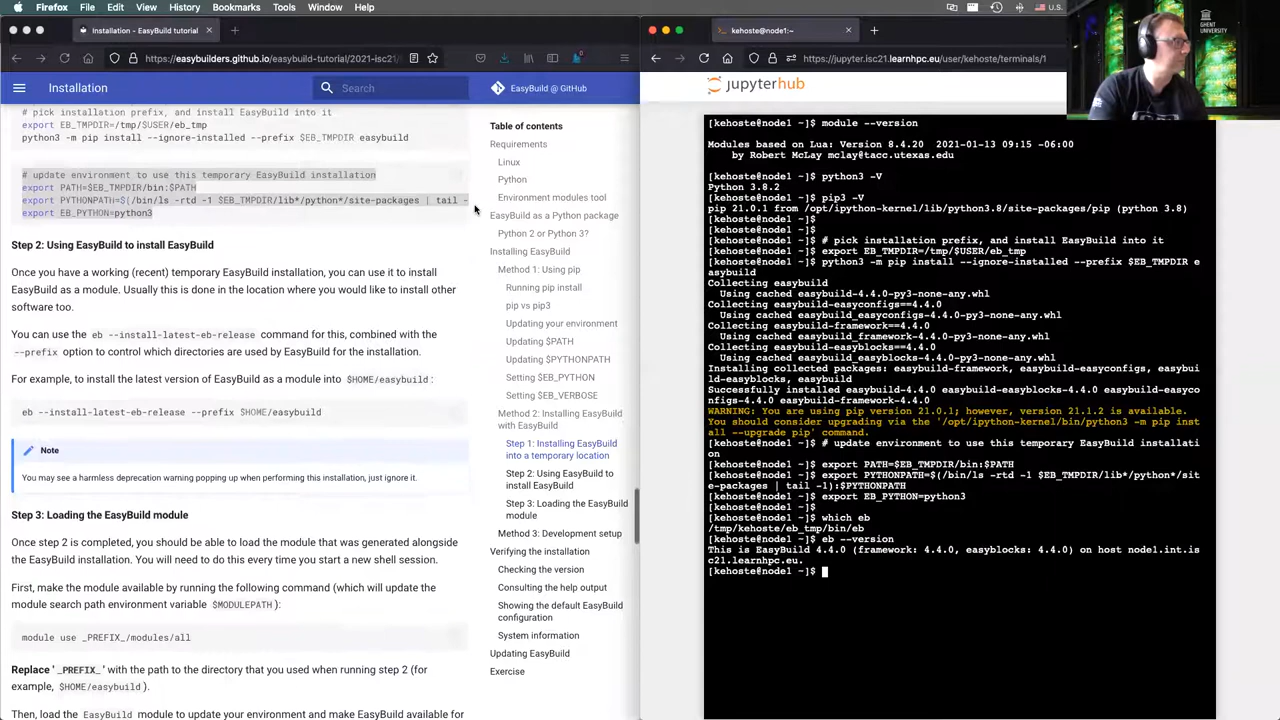 Firefox File Edit View History Bookmarks Tools Window Help
U.S.
Installation - EasyBuild tutorial
kehoste@node1:~
https://easybuilders.github.io/easybuild-tutorial/2021-isc21/
https://jupyter.isc21.learnhpc.eu/user/kehoste/terminals/1
GHENT
UNIVERSITY
Installation
Search
EasyBuild @ GitHub
jupyterhub
# pick installation prefix, and install EasyBuild into it
export EB_TMPDIR=/tmp/$USER/eb_tmp
python3 -m pip install --ignore-installed --prefix $EB_TMPDIR easybuild
# update environment to use this temporary EasyBuild installation
export PATH=$EB_TMPDIR/bin:$PATH
export PYTHONPATH=$(/bin/ls -rtd -1 $EB_TMPDIR/lib*/python*/site-packages | tail -
export EB_PYTHON=python3
Step 2: Using EasyBuild to install EasyBuild
Once you have a working (recent) temporary EasyBuild installation, you can use it to install
EasyBuild as a module. Usually this is done in the location where you would like to install other
software too.
You can use the eb --install-latest-eb-release command for this, combined with the
--prefix option to control which directories are used by EasyBuild for the installation.
For example, to install the latest version of EasyBuild as a module into $HOME/easybuild :
eb --install-latest-eb-release --prefix $HOME/easybuild
Note
You may see a harmless deprecation warning popping up when performing this installation, just ignore it.
Step 3: Loading the EasyBuild module
Once step 2 is completed, you should be able to load the module that was generated alongside
the EasyBuild installation. You will need to do this every time you start a new shell session.
First, make the module available by running the following command (which will update the
module search path environment variable $MODULEPATH ):
module use _PREFIX_/modules/all
Replace ' _PREFIX_ ' with the path to the directory that you used when running step 2 (for
example, $HOME/easybuild ).
Then, load the EasyBuild module to update your environment and make EasyBuild available for
Table of contents
Requirements
Linux
Python
Environment modules tool
EasyBuild as a Python package
Python 2 or Python 3?
Installing EasyBuild
Method 1: Using pip
Running pip install
pip vs pip3
Updating your environment
Updating $PATH
Updating $PYTHONPATH
Setting $EB_PYTHON
Setting $EB_VERBOSE
Method 2: Installing EasyBuild
with EasyBuild
Step 1: Installing EasyBuild
into a temporary location
Step 2: Using EasyBuild to
install EasyBuild
Step 3: Loading the EasyBuild
module
Method 3: Development setup
Verifying the installation
Checking the version
Consulting the help output
Showing the default EasyBuild
configuration
System information
Updating EasyBuild
Exercise
[kehoste@node1 ~]$ module --version
Modules based on Lua: Version 8.4.20 2021-01-13 09:15 -06:00
by Robert McLay mclay@tacc.utexas.edu
[kehoste@node1 ~]$ python3 -V
Python 3.8.2
[kehoste@node1 ~]$ pip3 -V
pip 21.0.1 from /opt/ipython-kernel/lib/python3.8/site-packages/pip (python 3.8)
[kehoste@node1 ~]$
[kehoste@node1 ~]$
[kehoste@node1 ~]$ # pick installation prefix, and install EasyBuild into it
[kehoste@node1 ~]$ export EB_TMPDIR=/tmp/$USER/eb_tmp
[kehoste@node1 ~]$ python3 -m pip install --ignore-installed --prefix $EB_TMPDIR e
asybuild
Collecting easybuild
Using cached easybuild-4.4.0-py3-none-any.whl
Collecting easybuild-easyconfigs==4.4.0
Using cached easybuild_easyconfigs-4.4.0-py3-none-any.whl
Collecting easybuild-framework==4.4.0
Using cached easybuild_framework-4.4.0-py3-none-any.whl
Collecting easybuild-easyblocks==4.4.0
Using cached easybuild_easyblocks-4.4.0-py3-none-any.whl
Installing collected packages: easybuild-framework, easybuild-easyconfigs, easybu
ild-easyblocks, easybuild
Successfully installed easybuild-4.4.0 easybuild-easyblocks-4.4.0 easybuild-easyco
nfigs-4.4.0 easybuild-framework-4.4.0
WARNING: You are using pip version 21.0.1; however, version 21.1.2 is available.
You should consider upgrading via the '/opt/ipython-kernel/bin/python3 -m pip inst
all --upgrade pip' command.
[kehoste@node1 ~]$ # update environment to use this temporary EasyBuild installati
on
[kehoste@node1 ~]$ export PATH=$EB_TMPDIR/bin:$PATH
[kehoste@node1 ~]$ export PYTHONPATH=$(/bin/ls -rtd -1 $EB_TMPDIR/lib*/python*/sit
e-packages | tail -1):$PYTHONPATH
[kehoste@node1 ~]$ export EB_PYTHON=python3
[kehoste@node1 ~]$
[kehoste@node1 ~]$ which eb
/tmp/kehoste/eb_tmp/bin/eb
[kehoste@node1 ~]$ eb --version
This is EasyBuild 4.4.0 (framework: 4.4.0, easyblocks: 4.4.0) on host node1.int.is
c21.learnhpc.eu.
[kehoste@node1 ~]$